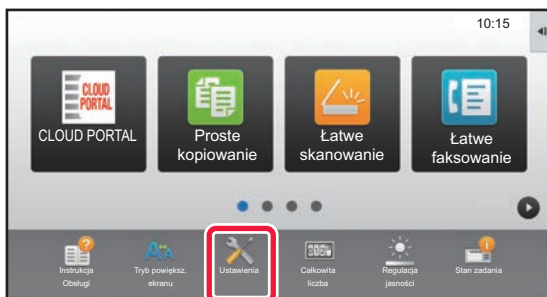 10:15
CLOUD
PORTAL
CLOUD PORTAL
Proste
kopiowanie
Łatwe
skanowanie
Łatwe
faksowanie
Instrukcja
Obsługi
Tryb powiększ.
ekranu
Ustawienia
Całkowita
liczba
Regulacja
jasności
Stan zadania